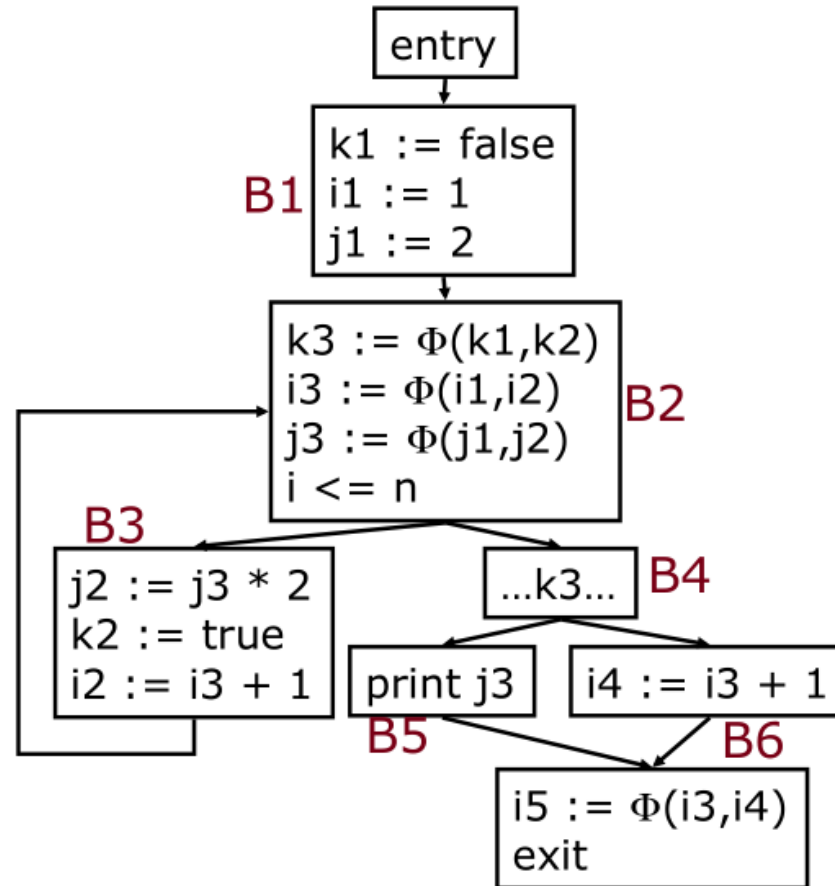 entry
B1
k1 := false
i1 := 1
j1 := 2
k3 := Φ(k1,k2)
i3 := Φ(i1,i2)
j3 := Φ(j1,j2)
i <= n
B2
B3
j2 := j3 * 2
k2 := true
i2 := i3 + 1
...k3...
B4
print j3
B5
i4 := i3 + 1
B6
i5 := Φ(i3,i4)
exit